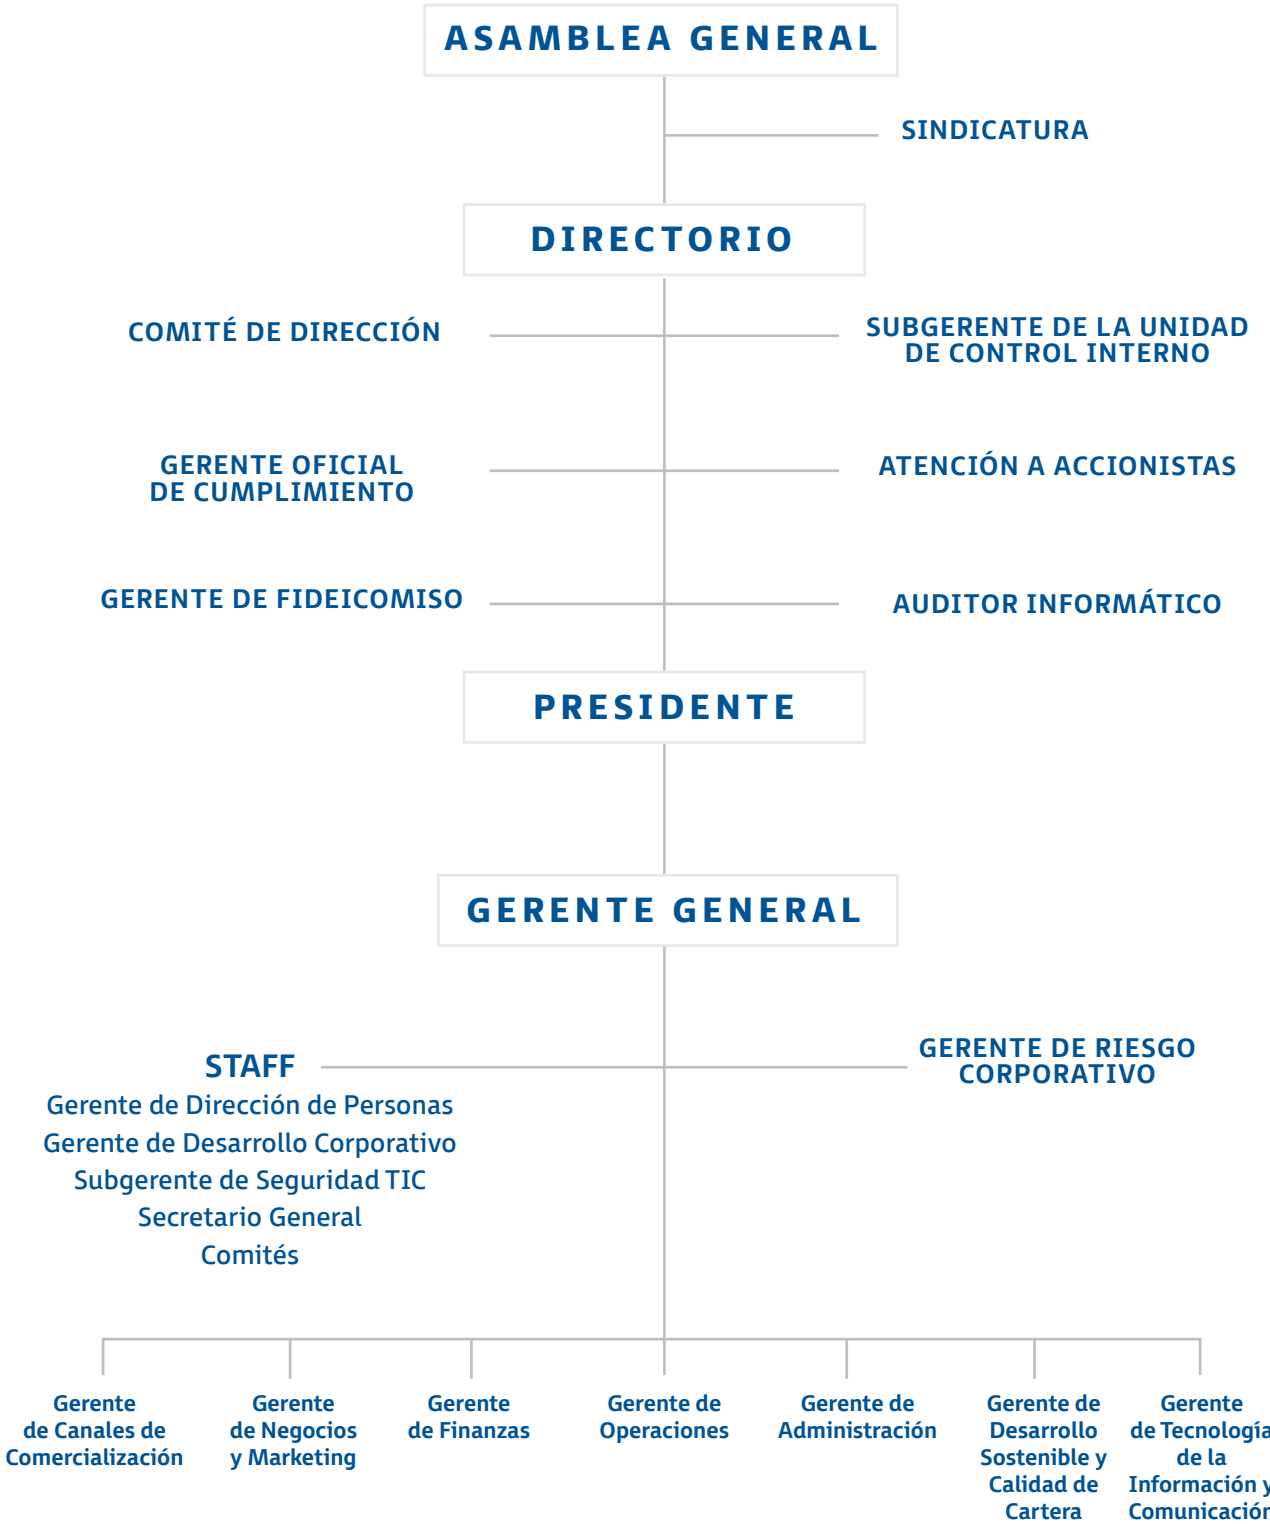 ASAMBLEA GENERAL
SINDICATURA
DIRECTORIO
COMITÉ DE DIRECCIÓN
SUBGERENTE DE LA UNIDAD
DE CONTROL INTERNO
GERENTE OFICIAL
DE CUMPLIMIENTO
ATENCIÓN A ACCIONISTAS
GERENTE DE FIDEICOMISO
AUDITOR INFORMÁTICO
PRESIDENTE
GERENTE GENERAL
STAFF
Gerente de Dirección de Personas
Gerente de Desarrollo Corporativo
Subgerente de Seguridad TIC
Secretario General
Comités
GERENTE DE RIESGO
CORPORATIVO
Gerente
de Canales de
Comercialización
Gerente
de Negocios
y Marketing
Gerente
de Finanzas
Gerente de
Operaciones
Gerente de
Administración
Gerente de
Desarrollo
Sostenible y
Calidad de
Cartera
Gerente
de Tecnología
de la
Información y
Comunicación